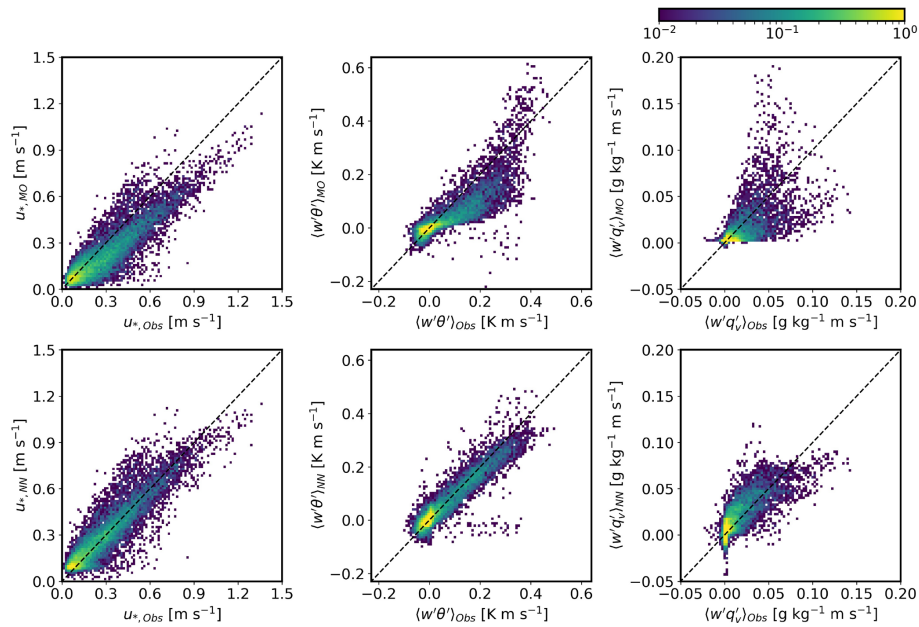 10⁻² 10⁻¹ 10⁰
1.5
1.2
0.9
0.6
0.3
0.0
u*,MO [m s⁻¹]
0.0 0.3 0.6 0.9 1.2 1.5
u*,Obs [m s⁻¹]
0.6
0.4
0.2
0.0
−0.2
⟨w′θ′⟩MO [K m s⁻¹]
−0.2 0.0 0.2 0.4 0.6
⟨w′θ′⟩Obs [K m s⁻¹]
0.20
0.15
0.10
0.05
0.00
−0.05
⟨w′q′v⟩MO [g kg⁻¹ m s⁻¹]
−0.05 0.00 0.05 0.10 0.15 0.20
⟨w′q′v⟩Obs [g kg⁻¹ m s⁻¹]
1.5
1.2
0.9
0.6
0.3
0.0
u*,NN [m s⁻¹]
0.0 0.3 0.6 0.9 1.2 1.5
u*,Obs [m s⁻¹]
0.6
0.4
0.2
0.0
−0.2
⟨w′θ′⟩NN [K m s⁻¹]
−0.2 0.0 0.2 0.4 0.6
⟨w′θ′⟩Obs [K m s⁻¹]
0.20
0.15
0.10
0.05
0.00
−0.05
⟨w′q′v⟩NN [g kg⁻¹ m s⁻¹]
−0.05 0.00 0.05 0.10 0.15 0.20
⟨w′q′v⟩Obs [g kg⁻¹ m s⁻¹]